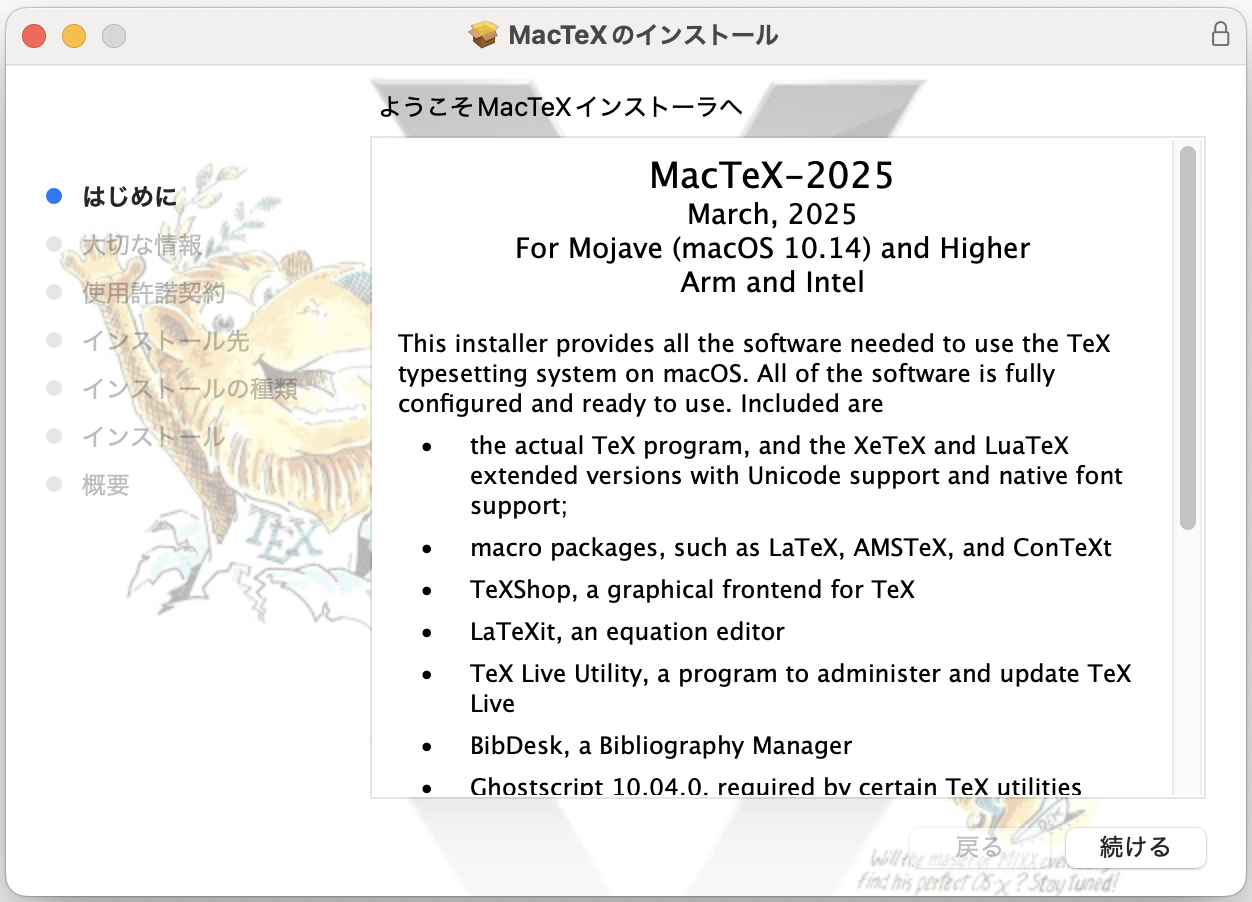 MacTeXのインストール
ようこそMacTeXインストーラへ
はじめに
大切な情報
使用許諾契約
インストール先
インストールの種類
インストール
概要
MacTeX-2025
March, 2025
For Mojave (macOS 10.14) and Higher
Arm and Intel
This installer provides all the software needed to use the TeX
typesetting system on macOS. All of the software is fully
configured and ready to use. Included are
• the actual TeX program, and the XeTeX and LuaTeX
extended versions with Unicode support and native font
support;
• macro packages, such as LaTeX, AMSTeX, and ConTeXt
• TeXShop, a graphical frontend for TeX
• LaTeXit, an equation editor
• TeX Live Utility, a program to administer and update TeX
Live
• BibDesk, a Bibliography Manager
• Ghostscript 10.04.0, required by certain TeX utilities
TEX
戻る
続ける
Will the master of MIXX
find his perfect OS-X? Stay tuned!